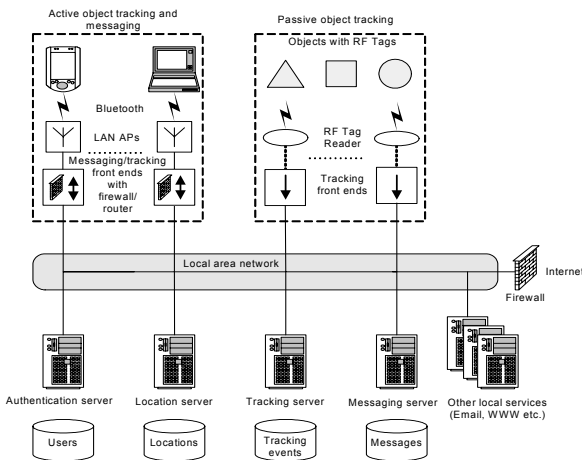 Active object tracking and
messaging
Passive object tracking
Objects with RF Tags
Bluetooth
LAN APs
RF Tag
Reader
Messaging/tracking
front ends
with
firewall/
router
Tracking
front ends
Local area network
Internet
Firewall
Authentication server
Location server
Tracking server
Messaging server
Other local services
(Email, WWW etc.)
Users
Locations
Tracking
events
Messages